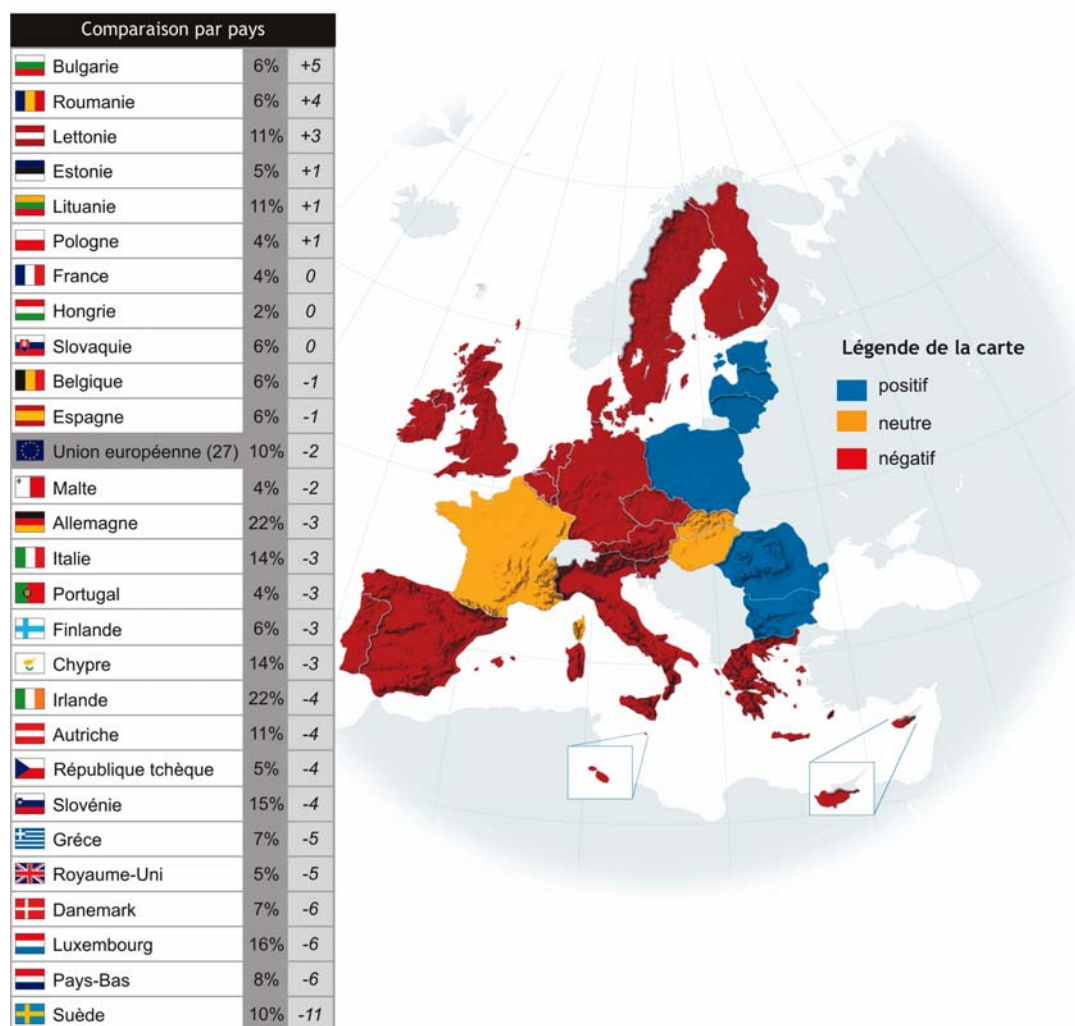 Comparaison par pays
Bulgarie 6% +5
Roumanie 6% +4
Lettonie 11% +3
Estonie 5% +1
Lituanie 11% +1
Pologne 4% +1
France 4% 0
Hongrie 2% 0
Slovaquie 6% 0
Belgique 6% -1
Espagne 6% -1
Union européenne (27) 10% -2
Malte 4% -2
Allemagne 22% -3
Italie 14% -3
Portugal 4% -3
Finlande 6% -3
Chypre 14% -3
Irlande 22% -4
Autriche 11% -4
République tchèque 5% -4
Slovénie 15% -4
Gréce 7% -5
Royaume-Uni 5% -5
Danemark 7% -6
Luxembourg 16% -6
Pays-Bas 8% -6
Suède 10% -11
Légende de la carte
positif
neutre
négatif